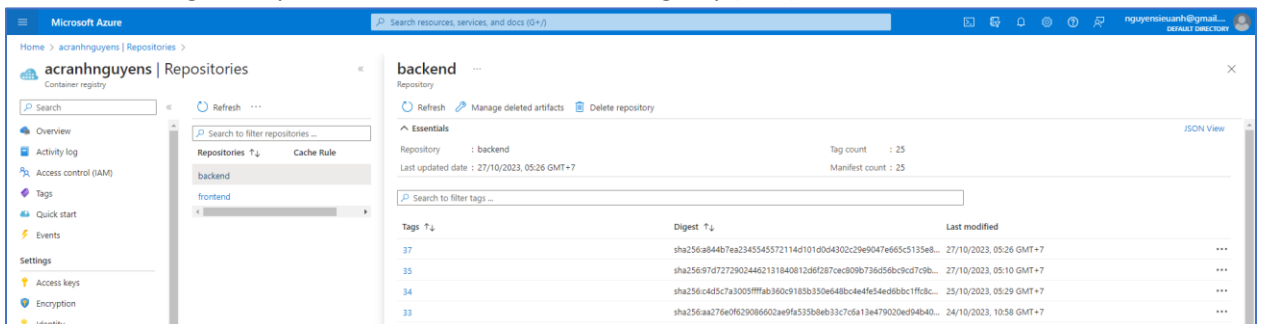 Microsoft Azure
Search resources, services, and docs (G+/)
nguyensieuanh@gmail....
DEFAULT DIRECTORY
Home > acranhnguyens | Repositories >
acranhnguyens | Repositories
Container registry
Search
Overview
Activity log
Access control (IAM)
Tags
Quick start
Events
Settings
Access keys
Encryption
Refresh
Search to filter repositories ...
Repositories ↑↓ Cache Rule
backend
frontend
backend ...
Repository
Refresh Manage deleted artifacts Delete repository
Essentials
JSON View
Repository : backend
Tag count : 25
Last updated date : 27/10/2023, 05:26 GMT+7
Manifest count : 25
Search to filter tags ...
Tags ↑↓ Digest ↑↓ Last modified
37 sha256:a844b7ea2345545572114d101d0d4302c29e9047e665c5135e8... 27/10/2023, 05:26 GMT+7
35 sha256:97d72729024462131840812d6f287cec809b736d56bc9cd7c9b... 27/10/2023, 05:10 GMT+7
34 sha256:c4d5c7a3005ffffab360c9185b350e648bc4e4fe54ed6bbc1ffc8c... 25/10/2023, 05:29 GMT+7
33 sha256:aa276e0f629086602ae9fa535b8eb33c7c6a13e479020ed94b40... 24/10/2023, 10:58 GMT+7